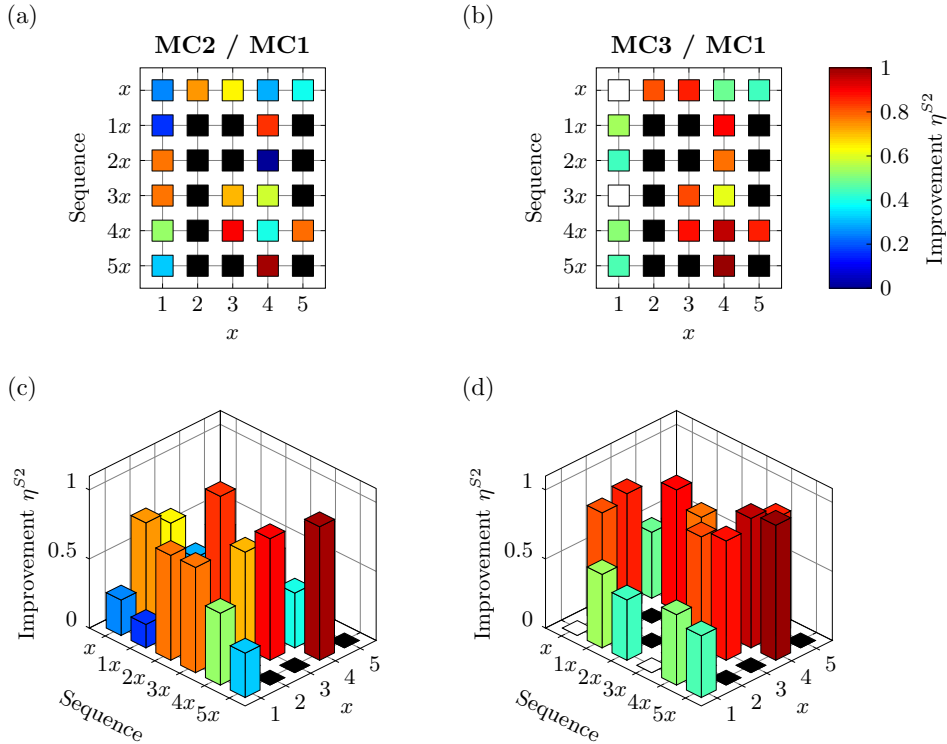 (a)
MC2 / MC1
Sequence
x
1x
2x
3x
4x
5x
1 2 3 4 5
x
(b)
MC3 / MC1
Sequence
x
1x
2x
3x
4x
5x
1 2 3 4 5
x
1
0.8
0.6
0.4
0.2
0
Improvement η^{S2}
(c)
Improvement η^{S2}
1
0.5
0
x
1x
2x
3x
4x
5x
Sequence
1
2
3
4
5
x
(d)
Improvement η^{S2}
1
0.5
0
x
1x
2x
3x
4x
5x
Sequence
1
2
3
4
5
x